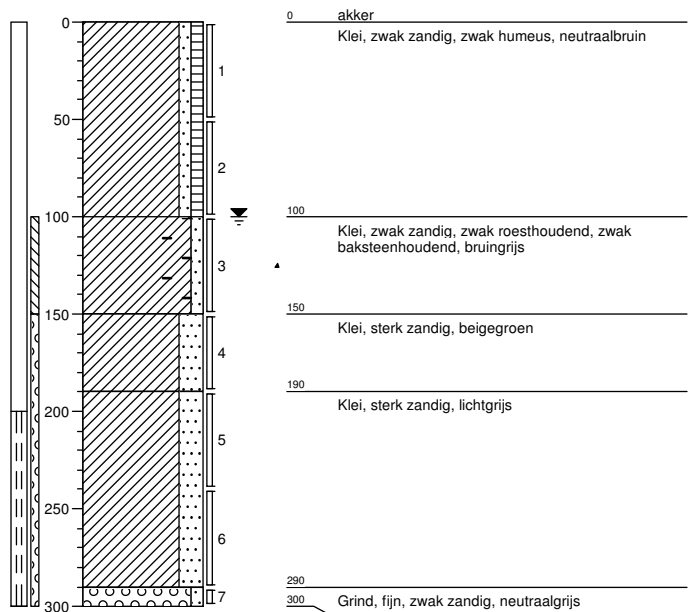 0
50
100
150
200
250
300
1
2
3
4
5
6
7
0 akker
Klei, zwak zandig, zwak humeus, neutraalbruin
100
Klei, zwak zandig, zwak roesthoudend, zwak
baksteenhoudend, bruingrijs
150
Klei, sterk zandig, beigegroen
190
Klei, sterk zandig, lichtgrijs
290
300 Grind, fijn, zwak zandig, neutraalgrijs